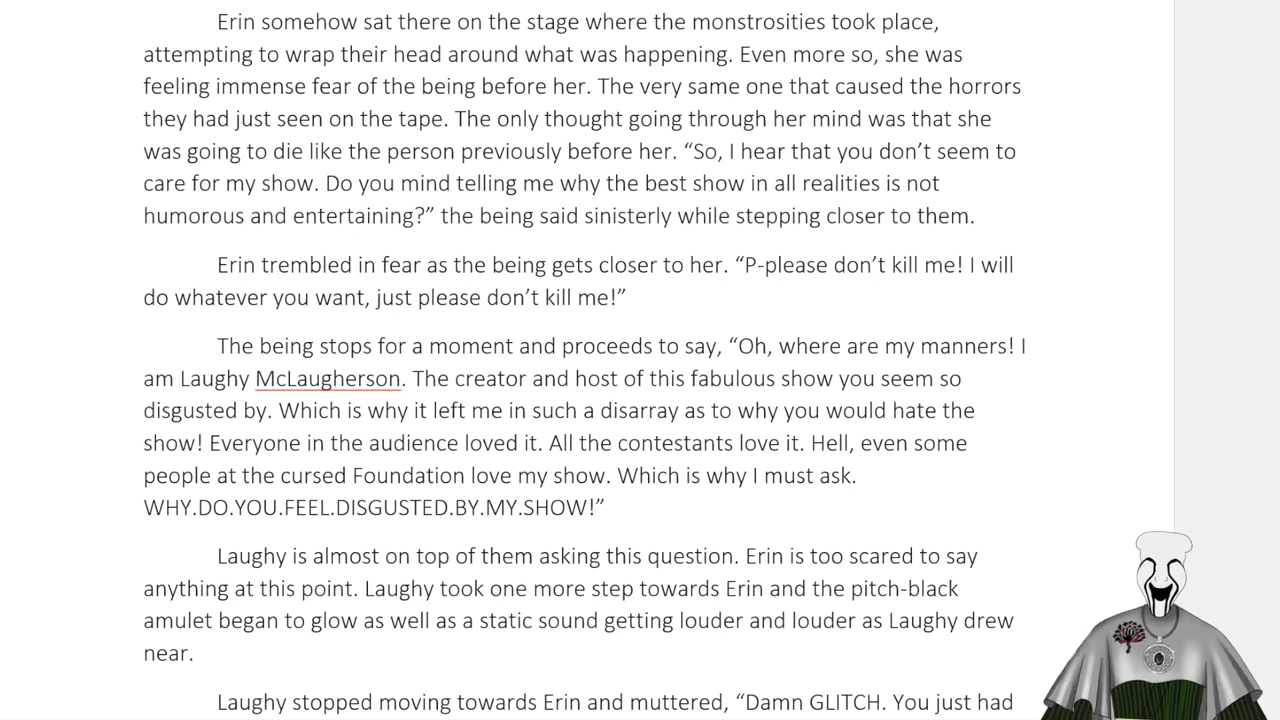 Erin somehow sat there on the stage where the monstrosities took place,
attempting to wrap their head around what was happening. Even more so, she was
feeling immense fear of the being before her. The very same one that caused the horrors
they had just seen on the tape. The only thought going through her mind was that she
was going to die like the person previously before her. “So, I hear that you don’t seem to
care for my show. Do you mind telling me why the best show in all realities is not
humorous and entertaining?” the being said sinisterly while stepping closer to them.
Erin trembled in fear as the being gets closer to her. “P-please don’t kill me! I will
do whatever you want, just please don’t kill me!”
The being stops for a moment and proceeds to say, “Oh, where are my manners! I
am Laughy McLaugherson. The creator and host of this fabulous show you seem so
disgusted by. Which is why it left me in such a disarray as to why you would hate the
show! Everyone in the audience loved it. All the contestants love it. Hell, even some
people at the cursed Foundation love my show. Which is why I must ask.
WHY.DO.YOU.FEEL.DISGUSTED.BY.MY.SHOW!”
Laughy is almost on top of them asking this question. Erin is too scared to say
anything at this point. Laughy took one more step towards Erin and the pitch-black
amulet began to glow as well as a static sound getting louder and louder as Laughy drew
near.
Laughy stopped moving towards Erin and muttered, “Damn GLITCH. You just had